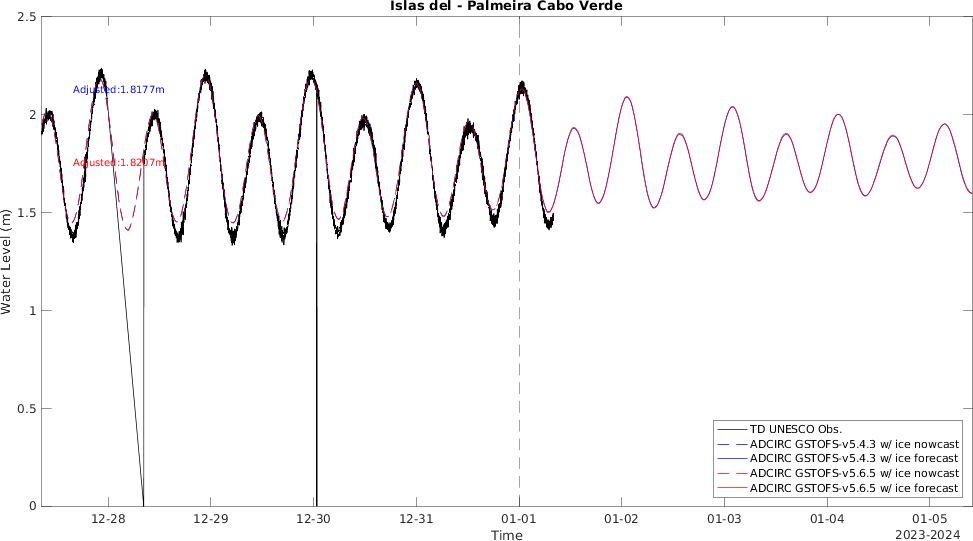 Islas del - Palmeira Cabo Verde
2.5
2
1.5
1
0.5
0
Water Level (m)
Adjusted:1.8177m
Adjusted:1.8207m
TD UNESCO Obs.
ADCIRC GSTOFS-v5.4.3 w/ ice nowcast
ADCIRC GSTOFS-v5.4.3 w/ ice forecast
ADCIRC GSTOFS-v5.6.5 w/ ice nowcast
ADCIRC GSTOFS-v5.6.5 w/ ice forecast
12-28 12-29 12-30 12-31 01-01 01-02 01-03 01-04 01-05
Time
2023-2024